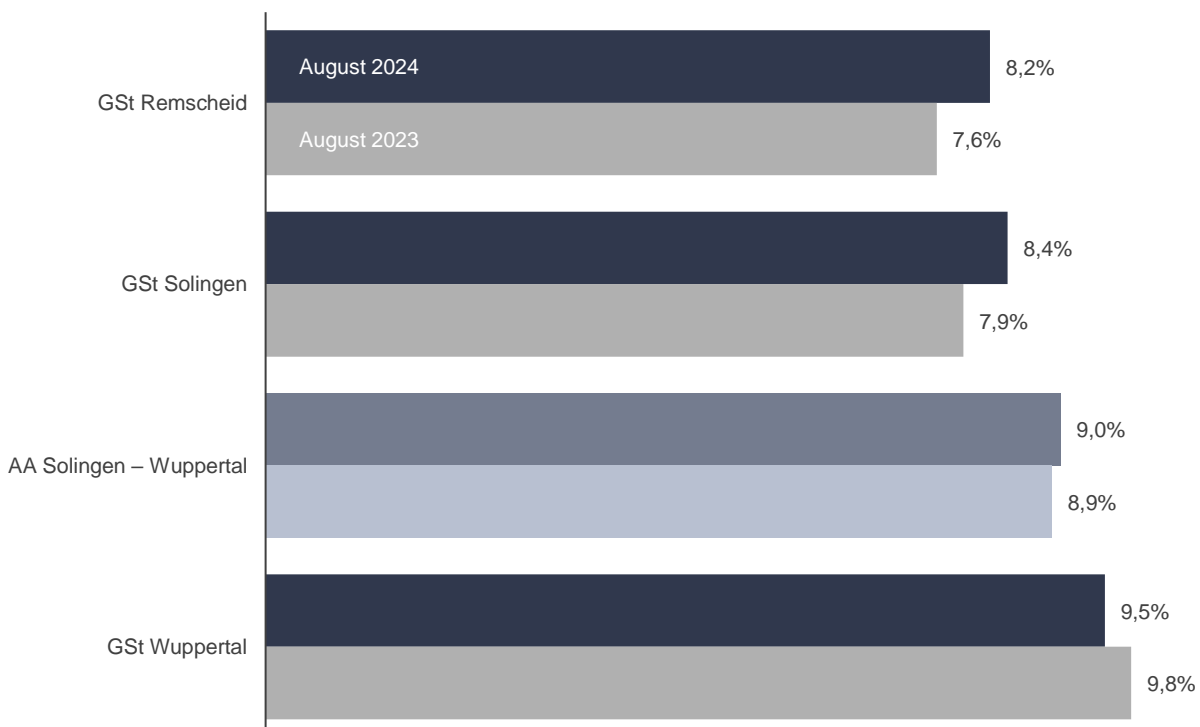 August 2024
8,2%
GSt Remscheid
August 2023
7,6%
8,4%
GSt Solingen
7,9%
9,0%
AA Solingen – Wuppertal
8,9%
9,5%
GSt Wuppertal
9,8%